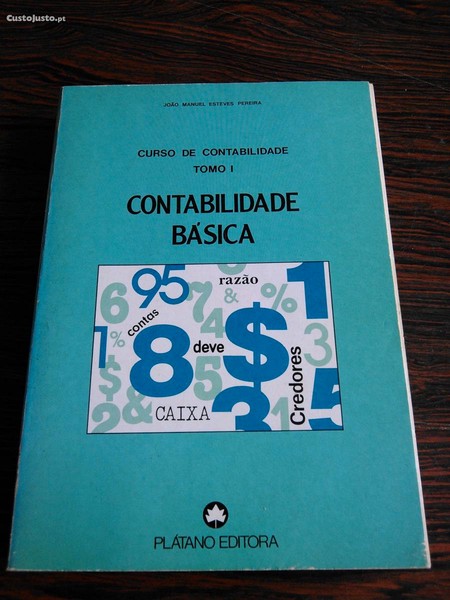 CustoJusto.pt
JOÃO MANUEL ESTEVES PEREIRA
CURSO DE CONTABILIDADE
TOMO I
CONTABILIDADE
BÁSICA
6 95 7 razão & $ % 1
contas 4
1 % 8 deve 3
$ 5 Credores
2 & CAIXA 3 1 5
PLÁTANO EDITORA